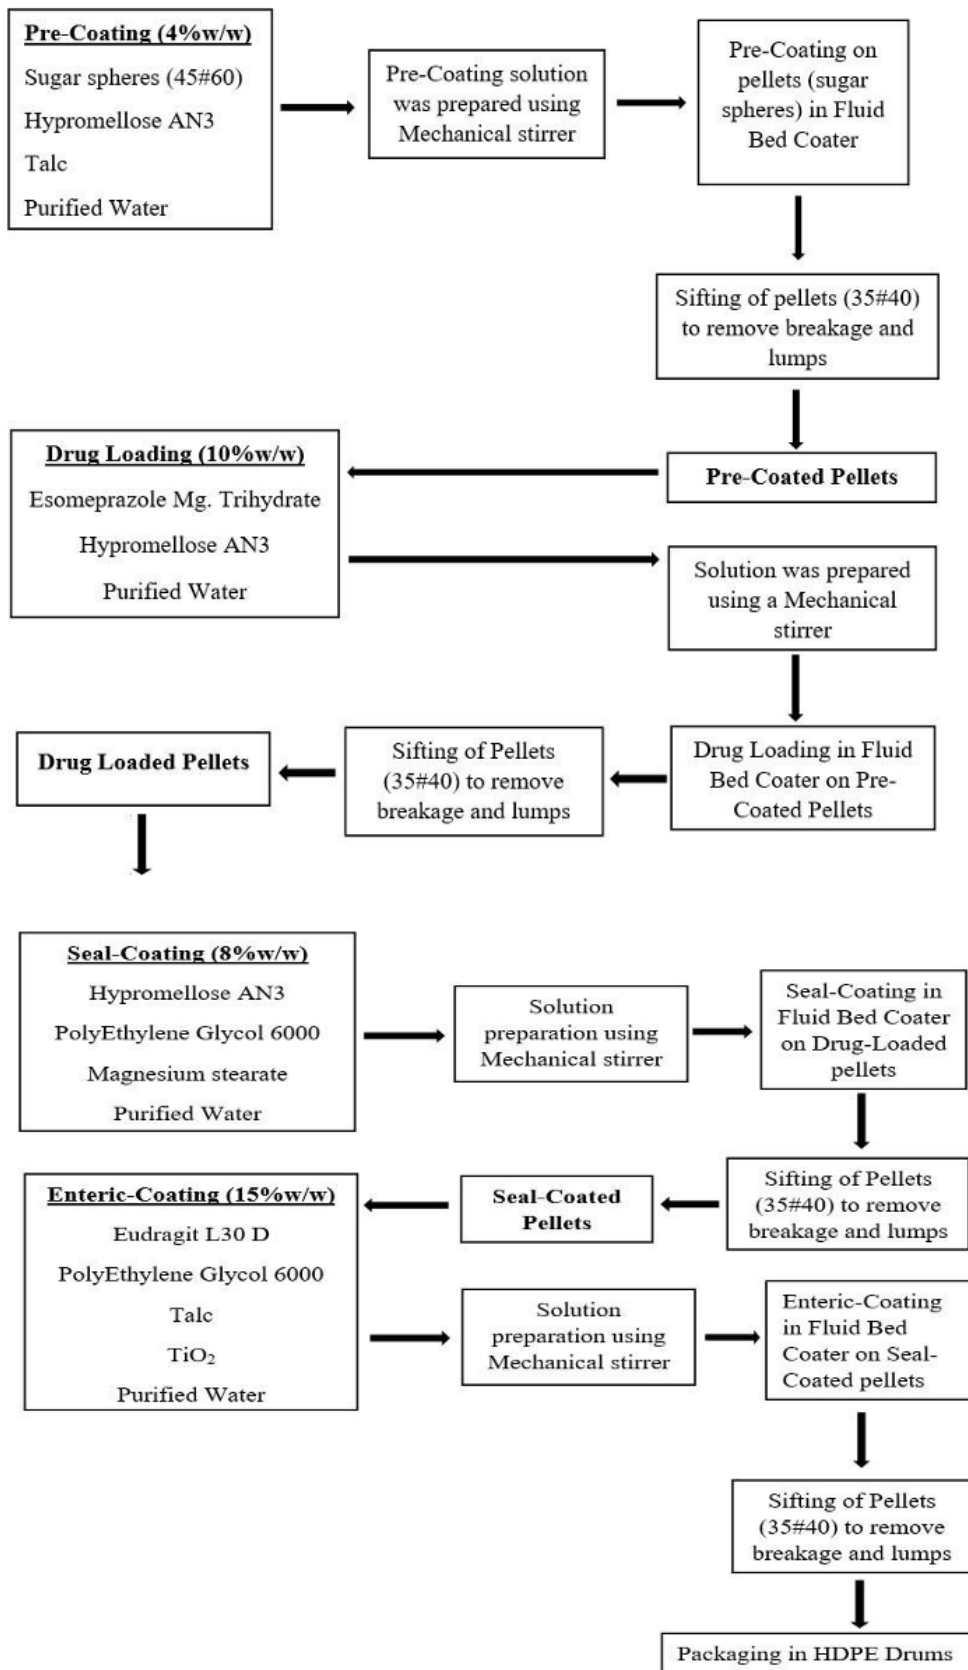 Pre-Coating (4%w/w)
Sugar spheres (45#60)
Hypromellose AN3
Talc
Purified Water
Pre-Coating solution
was prepared using
Mechanical stirrer
Pre-Coating on
pellets (sugar
spheres) in Fluid
Bed Coater
Sifting of pellets (35#40)
to remove breakage and
lumps
Pre-Coated Pellets
Drug Loading (10%w/w)
Esomeprazole Mg. Trihydrate
Hypromellose AN3
Purified Water
Solution was prepared
using a Mechanical
stirrer
Drug Loading in Fluid
Bed Coater on Pre-
Coated Pellets
Sifting of Pellets
(35#40) to remove
breakage and lumps
Drug Loaded Pellets
Seal-Coating (8%w/w)
Hypromellose AN3
PolyEthylene Glycol 6000
Magnesium stearate
Purified Water
Solution
preparation using
Mechanical stirrer
Seal-Coating in
Fluid Bed Coater
on Drug-Loaded
pellets
Sifting of Pellets
(35#40) to remove
breakage and lumps
Seal-Coated
Pellets
Enteric-Coating (15%w/w)
Eudragit L30 D
PolyEthylene Glycol 6000
Talc
TiO₂
Purified Water
Solution
preparation using
Mechanical stirrer
Enteric-Coating
in Fluid Bed
Coater on Seal-
Coated pellets
Sifting of Pellets
(35#40) to remove
breakage and lumps
Packaging in HDPE Drums